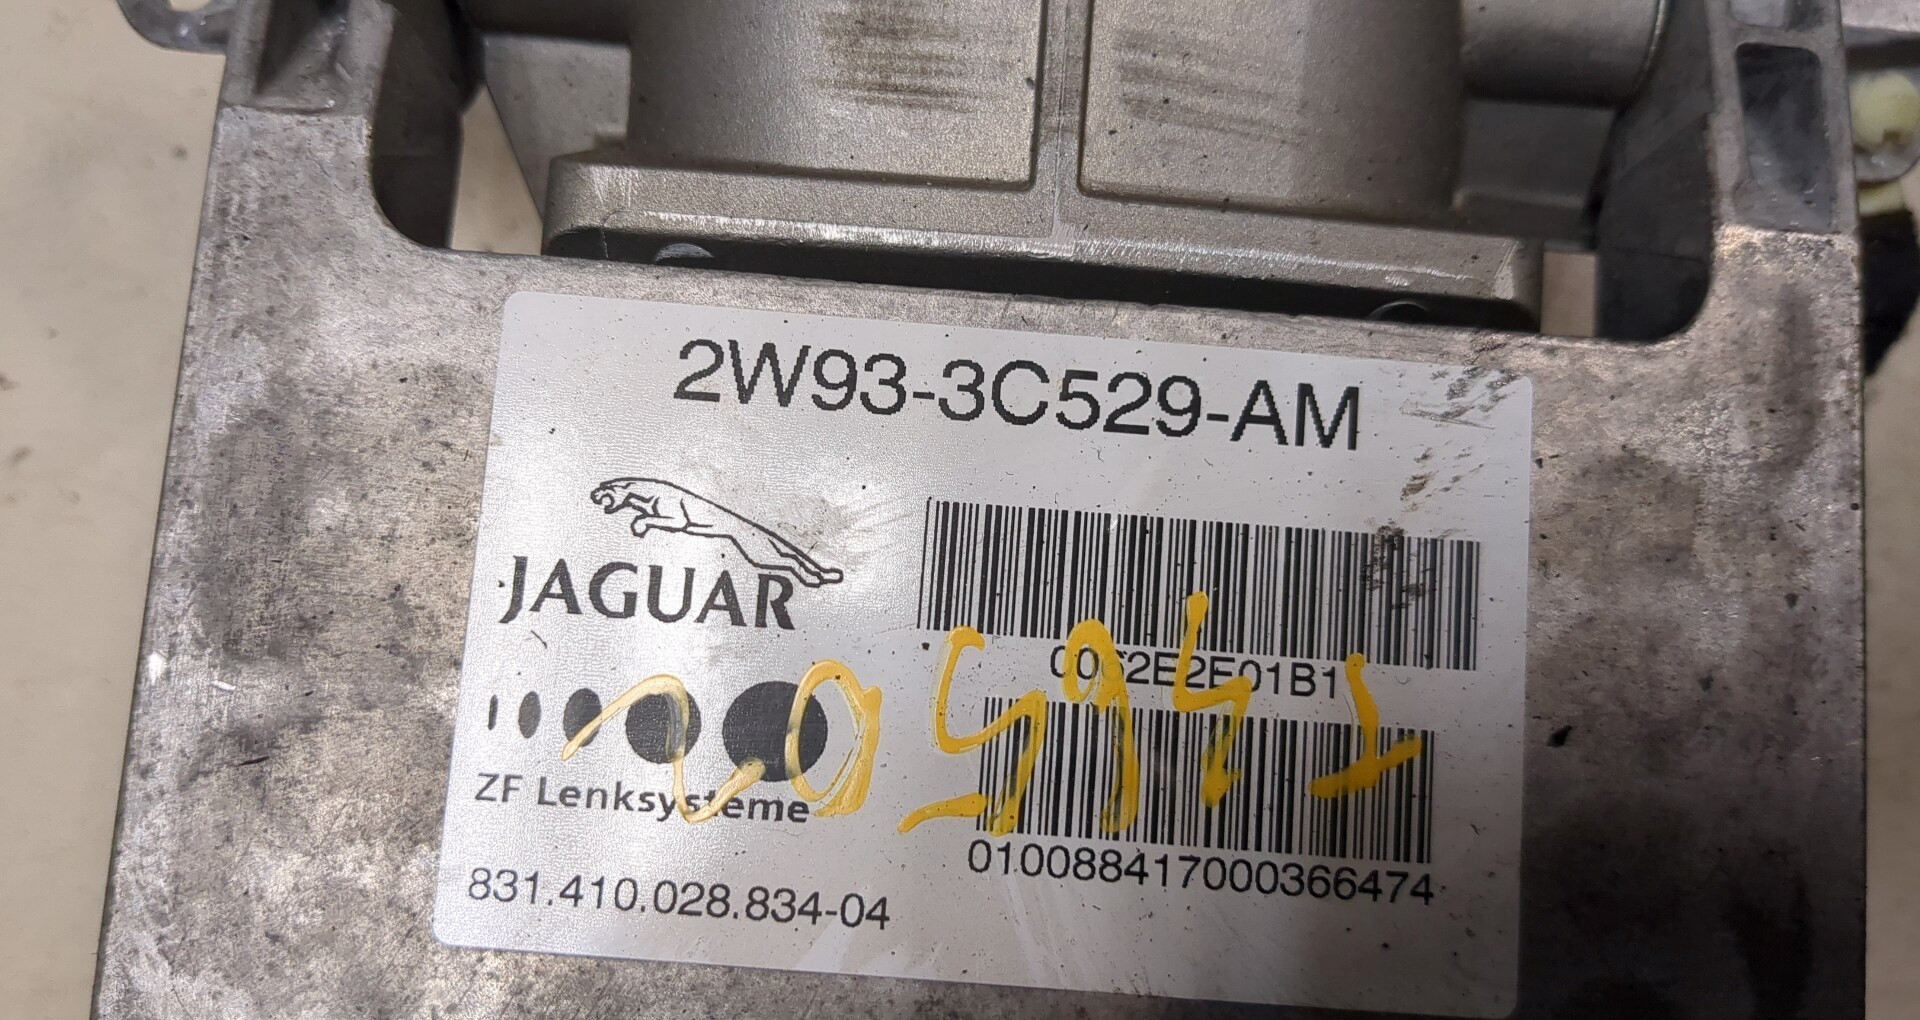 2W93-3C529-AM
JAGUAR
ZF Lenksysteme
831.410.028.834-04
010088417000366474